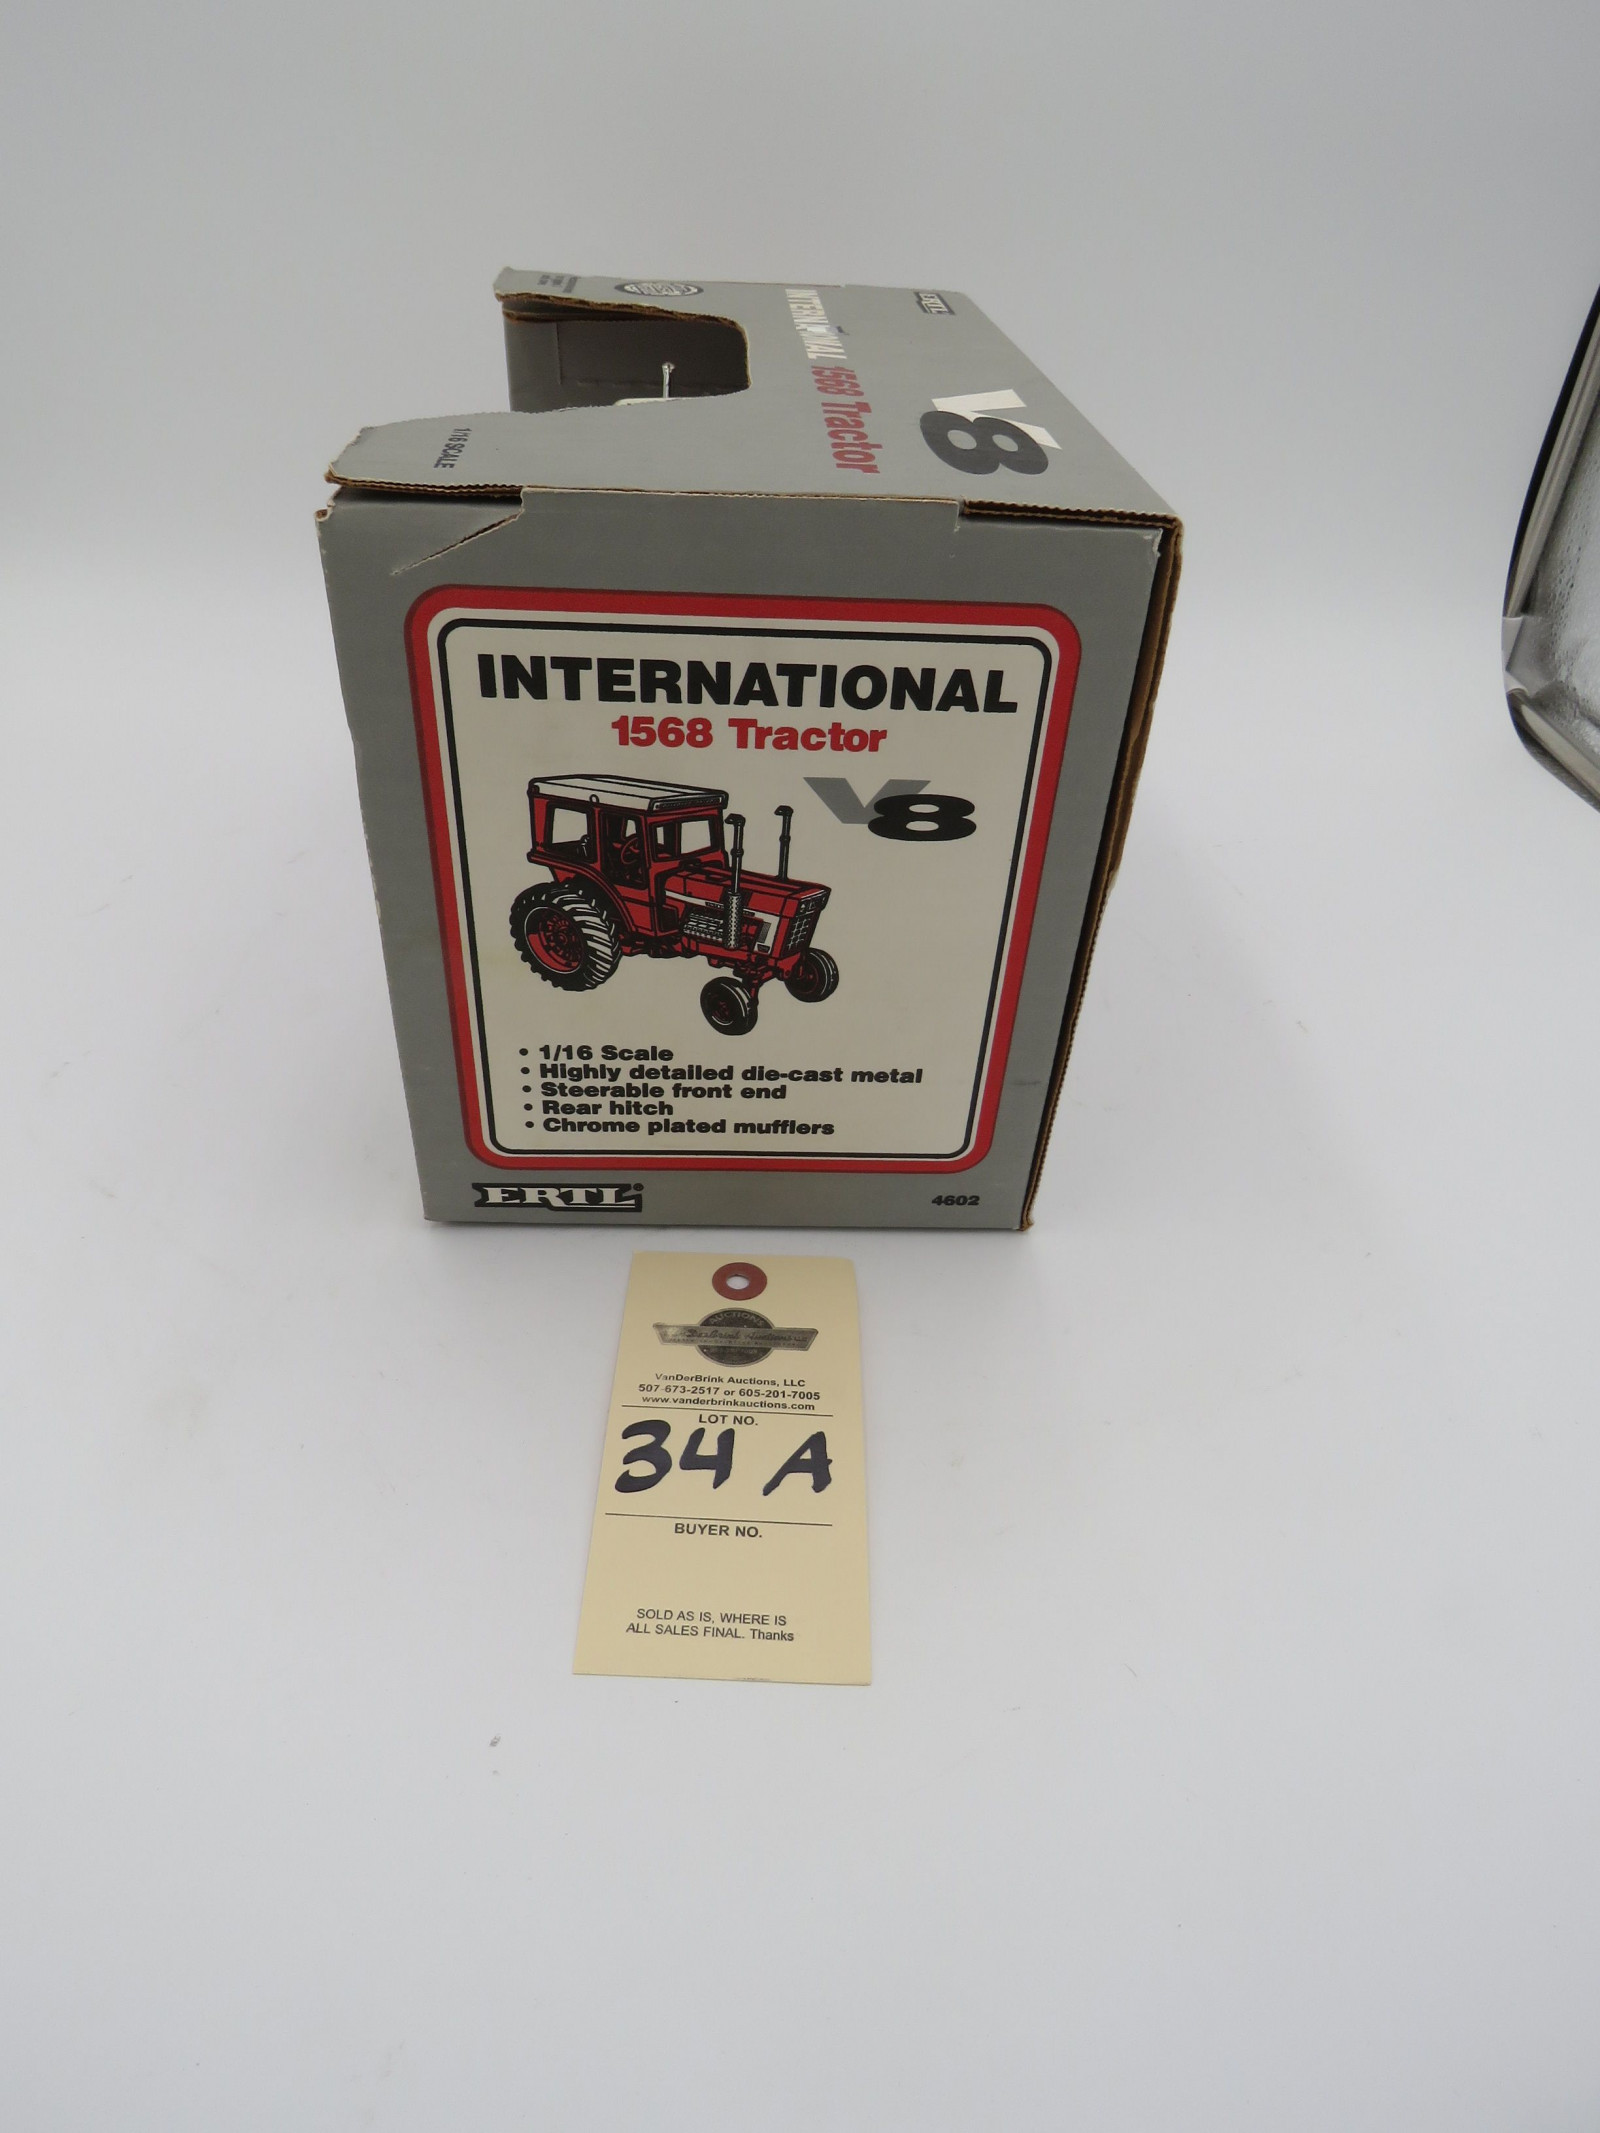 ERTL
INTERNATIONAL 1568 Tractor
V8
1/16 SCALE
INTERNATIONAL
1568 Tractor
V8
• 1/16 Scale
• Highly detailed die-cast metal
• Steerable front end
• Rear hitch
• Chrome plated mufflers
ERTL®
4602
AUCTIONS
VanDerBrink Auctions, LLC
507-673-2517 or 605-201-7005
www.vanderbrinkauctions.com
LOT NO.
34 A
BUYER NO.
SOLD AS IS, WHERE IS
ALL SALES FINAL. Thanks